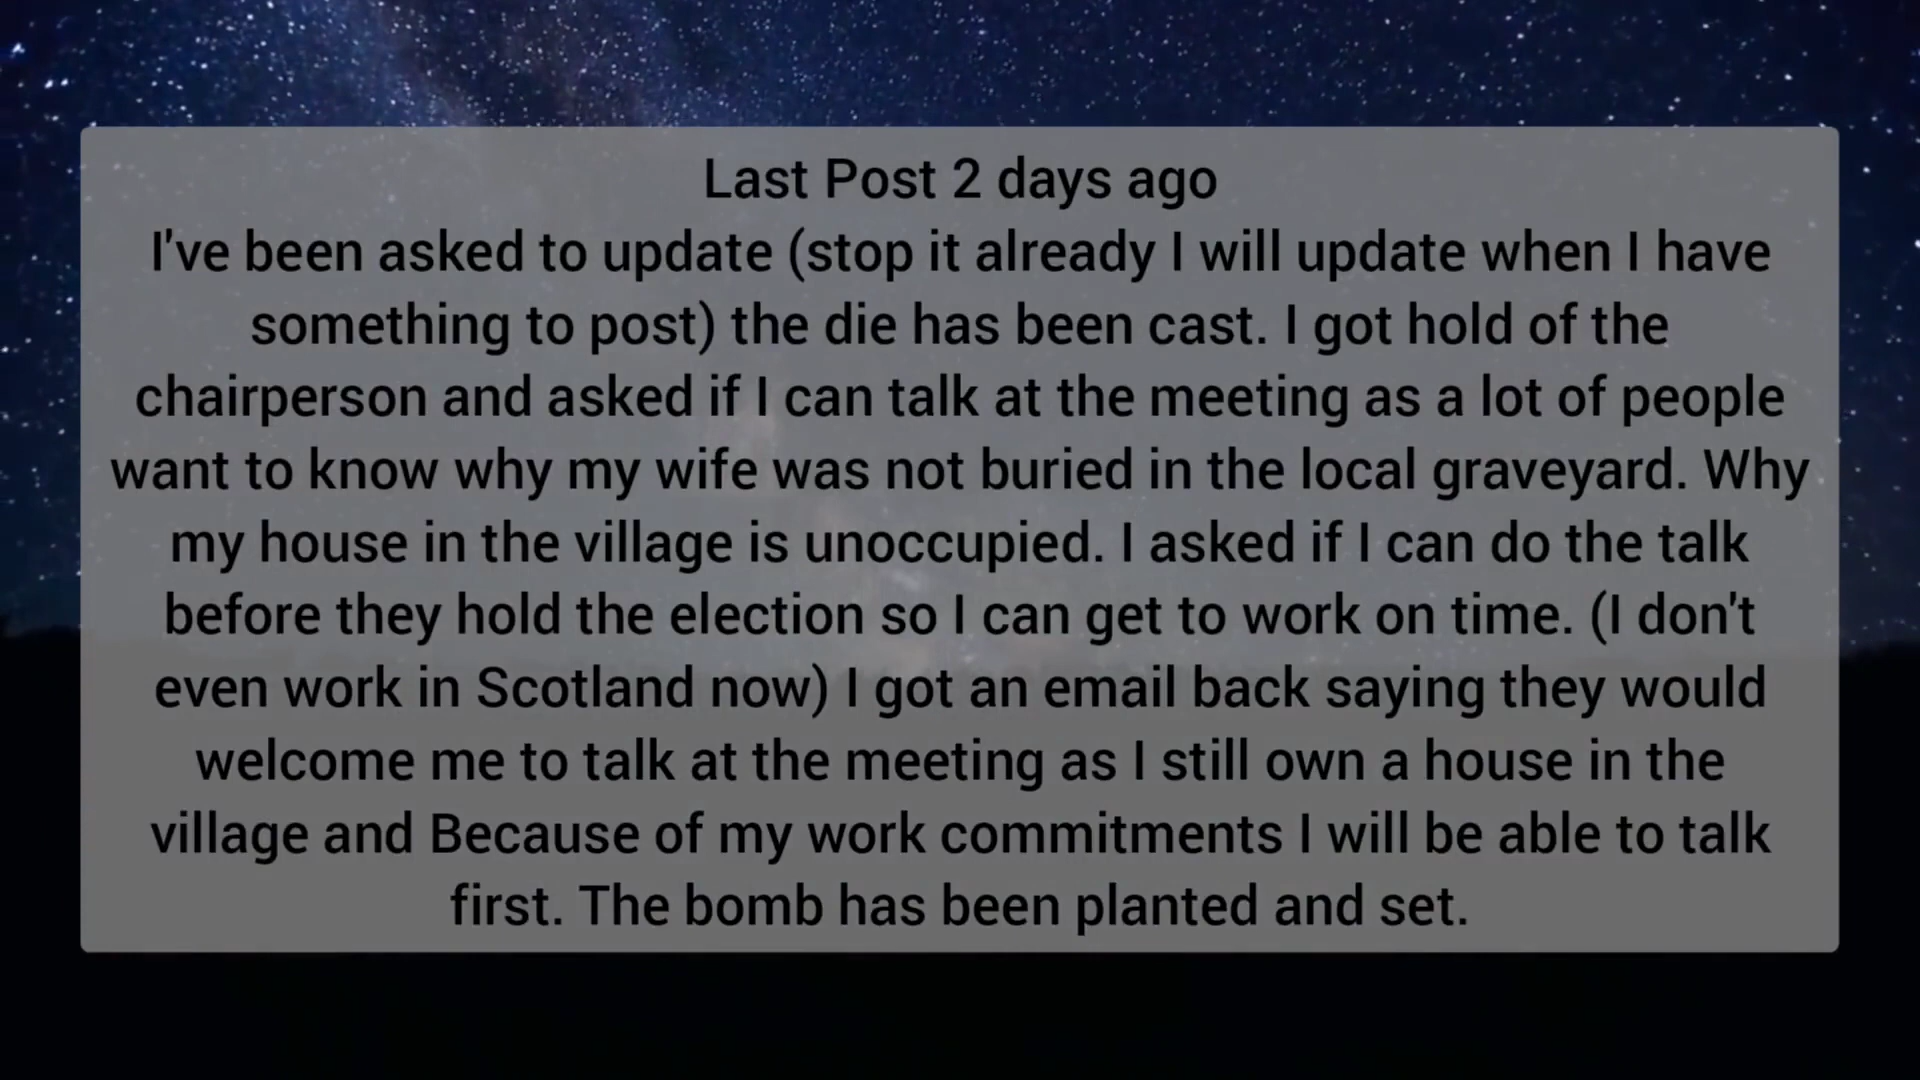 Last Post 2 days ago
I've been asked to update (stop it already I will update when I have
something to post) the die has been cast. I got hold of the
chairperson and asked if I can talk at the meeting as a lot of people
want to know why my wife was not buried in the local graveyard. Why
my house in the village is unoccupied. I asked if I can do the talk
before they hold the election so I can get to work on time. (I don't
even work in Scotland now) I got an email back saying they would
welcome me to talk at the meeting as I still own a house in the
village and Because of my work commitments I will be able to talk
first. The bomb has been planted and set.